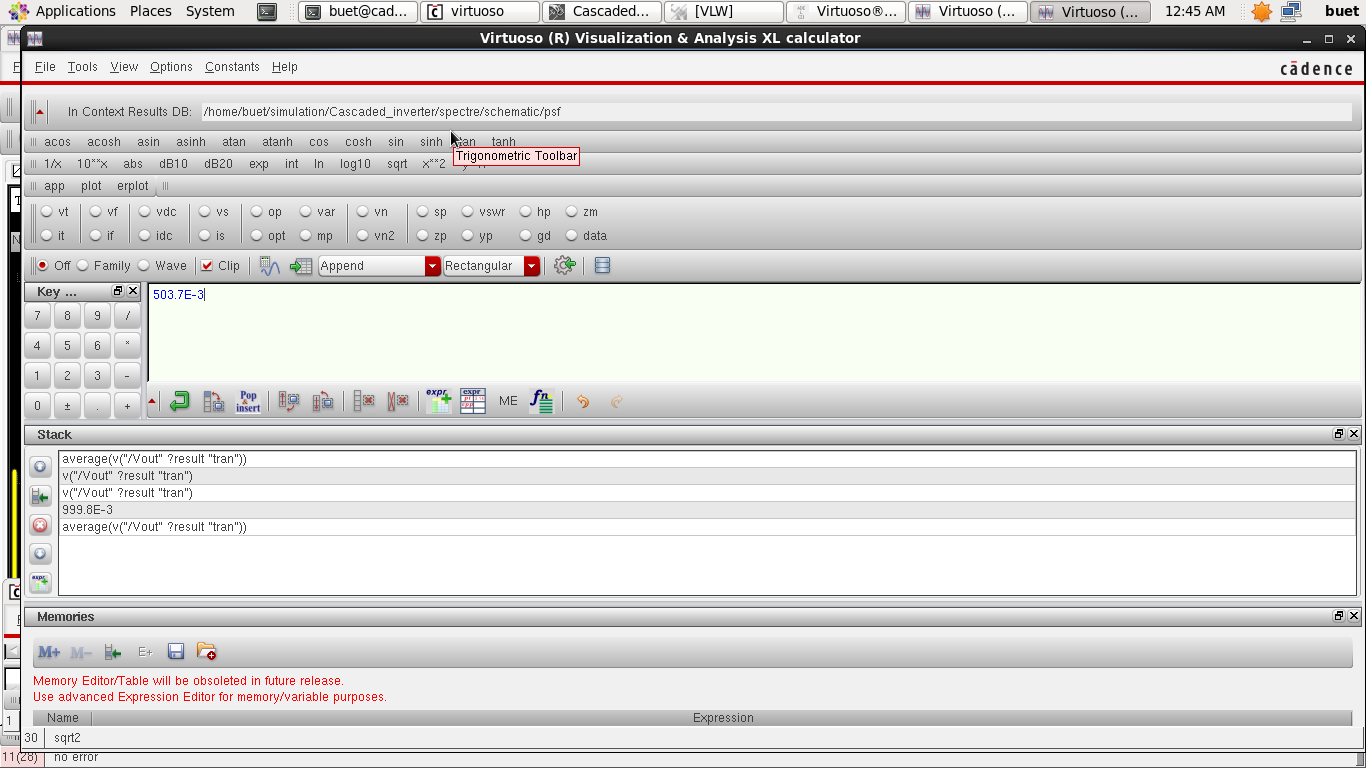 Applications Places System buet@cad... virtuoso Cascaded... [VLV] Virtuoso®... Virtuoso (... Virtuoso (... 12:45 AM buet
Virtuoso (R) Visualization & Analysis XL calculator
File Tools View Options Constants Help cādence
In Context Results DB: /home/buet/simulation/Cascaded_inverter/spectre/schematic/psf
acos acosh asin asinh atan atanh cos cosh sin sinh tan tanh
Trigonometric Toolbar
1/x 10**x abs dB10 dB20 exp int ln log10 sqrt x**2
app plot erplot
vt vf vdc vs op var vn sp vswr hp zm
it if idc is opt mp vn2 zp yp gd data
Off Family Wave Clip Append Rectangular
Key ...
503.7E-3
7 8 9 /
4 5 6 *
1 2 3 -
0 ± . +
Pop insert expr expr ME fn
Stack
average(v("/Vout" ?result "tran"))
v("/Vout" ?result "tran")
v("/Vout" ?result "tran")
999.8E-3
average(v("/Vout" ?result "tran"))
expr
Memories
M+ M- E+
Memory Editor/Table will be obsoleted in future release.
Use advanced Expression Editor for memory/variable purposes.
Name Expression
30 sqrt2
11(28) no error